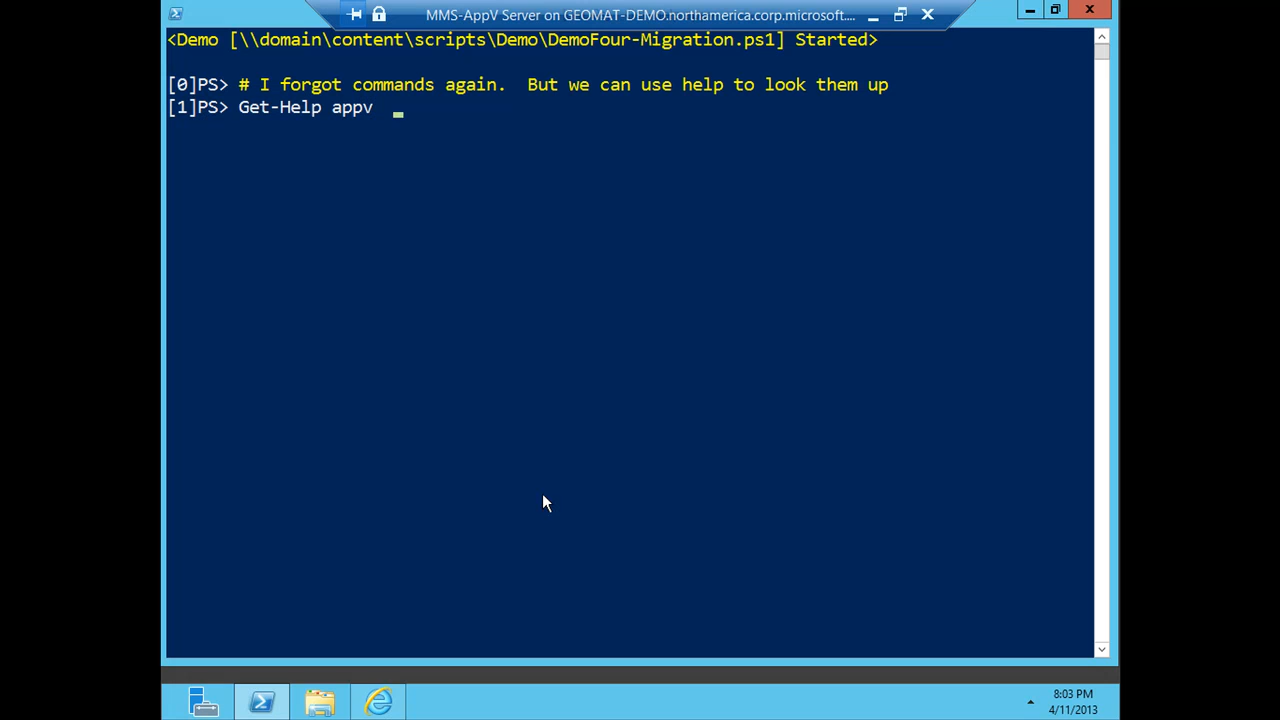 MMS-AppV Server on GEOMAT-DEMO.northamerica.corp.microsoft....
<Demo [\\domain\content\scripts\Demo\DemoFour-Migration.ps1] Started>
[0]PS> # I forgot commands again.  But we can use help to look them up
[1]PS> Get-Help appv
8:03 PM
4/11/2013